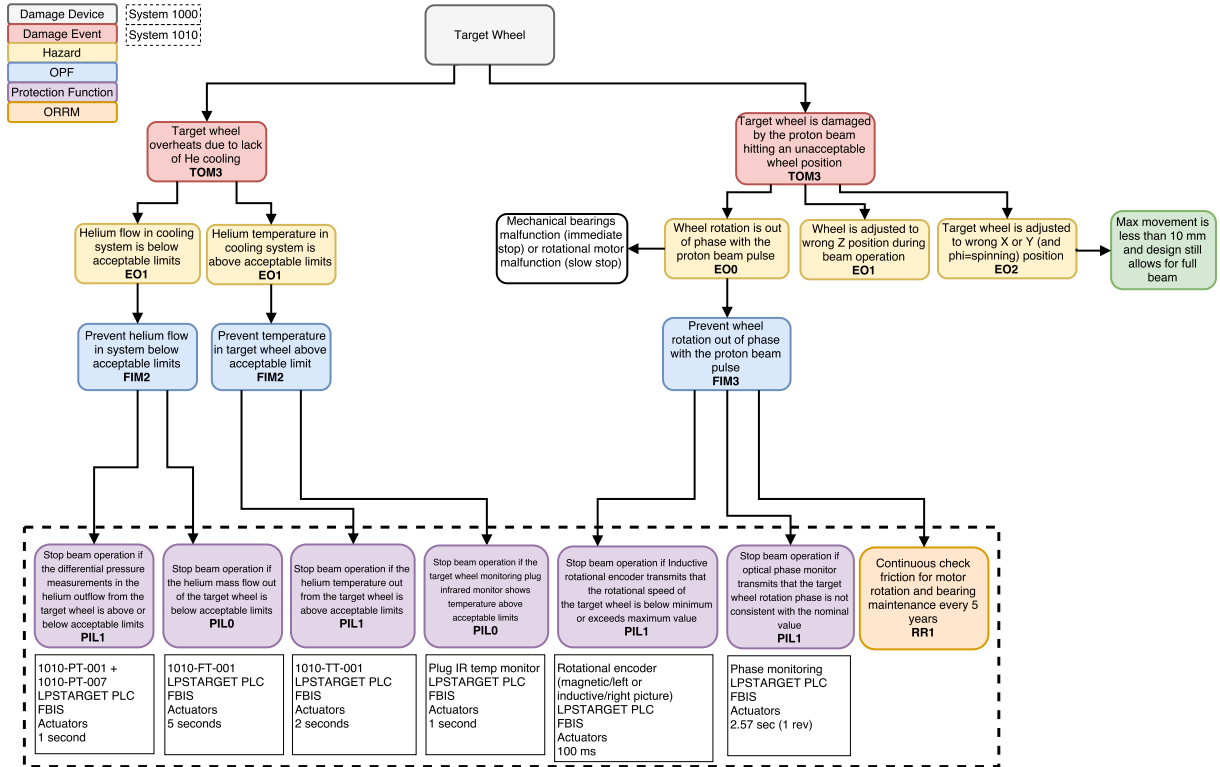 Damage Device
Damage Event
Hazard
OPF
Protection Function
ORRM
System 1000
System 1010
Target Wheel
Target wheel
overheats due to lack
of He cooling
TOM3
Target wheel is damaged
by the proton beam
hitting an unacceptable
wheel position
TOM3
Helium flow in cooling
system is below
acceptable limits
EO1
Helium temperature in
cooling system is
above acceptable limits
EO1
Mechanical bearings
malfunction (immediate
stop) or rotational motor
malfunction (slow stop)
Wheel rotation is out
of phase with the
proton beam pulse
EO0
Wheel is adjusted to
wrong Z position during
beam operation
EO1
Target wheel is adjusted
to wrong X or Y (and
phi=spinning) position
EO2
Max movement is
less than 10 mm
and design still
allows for full
beam
Prevent helium flow
in system below
acceptable limits
FIM2
Prevent temperature
in target wheel above
acceptable limit
FIM2
Prevent wheel
rotation out of phase
with the proton beam
pulse
FIM3
Stop beam operation if
the differential pressure
measurements in the
helium outflow from the
target wheel is above or
below acceptable limits
PIL1
Stop beam operation if
the helium mass flow out
of the target wheel is
below acceptable limits
PIL0
Stop beam operation if
the helium temperature out
from the target wheel is
above acceptable limits
PIL1
Stop beam operation if the
target wheel monitoring plug
infrared monitor shows
temperature above
acceptable limits
PIL0
Stop beam operation if Inductive
rotational encoder transmits that
the rotational speed of
the target wheel is below minimum
or exceeds maximum value
PIL1
Stop beam operation if
optical phase monitor
transmits that the target
wheel rotation phase is not
consistent with the nominal
value
PIL1
Continuous check
friction for motor
rotation and bearing
maintenance every 5
years
RR1
1010-PT-001 +
1010-PT-007
LPSTARGET PLC
FBIS
Actuators
1 second
1010-FT-001
LPSTARGET PLC
FBIS
Actuators
5 seconds
1010-TT-001
LPSTARGET PLC
FBIS
Actuators
2 seconds
Plug IR temp monitor
LPSTARGET PLC
FBIS
Actuators
1 second
Rotational encoder
(magnetic/left or
inductive/right picture)
LPSTARGET PLC
FBIS
Actuators
100 ms
Phase monitoring
LPSTARGET PLC
FBIS
Actuators
2.57 sec (1 rev)